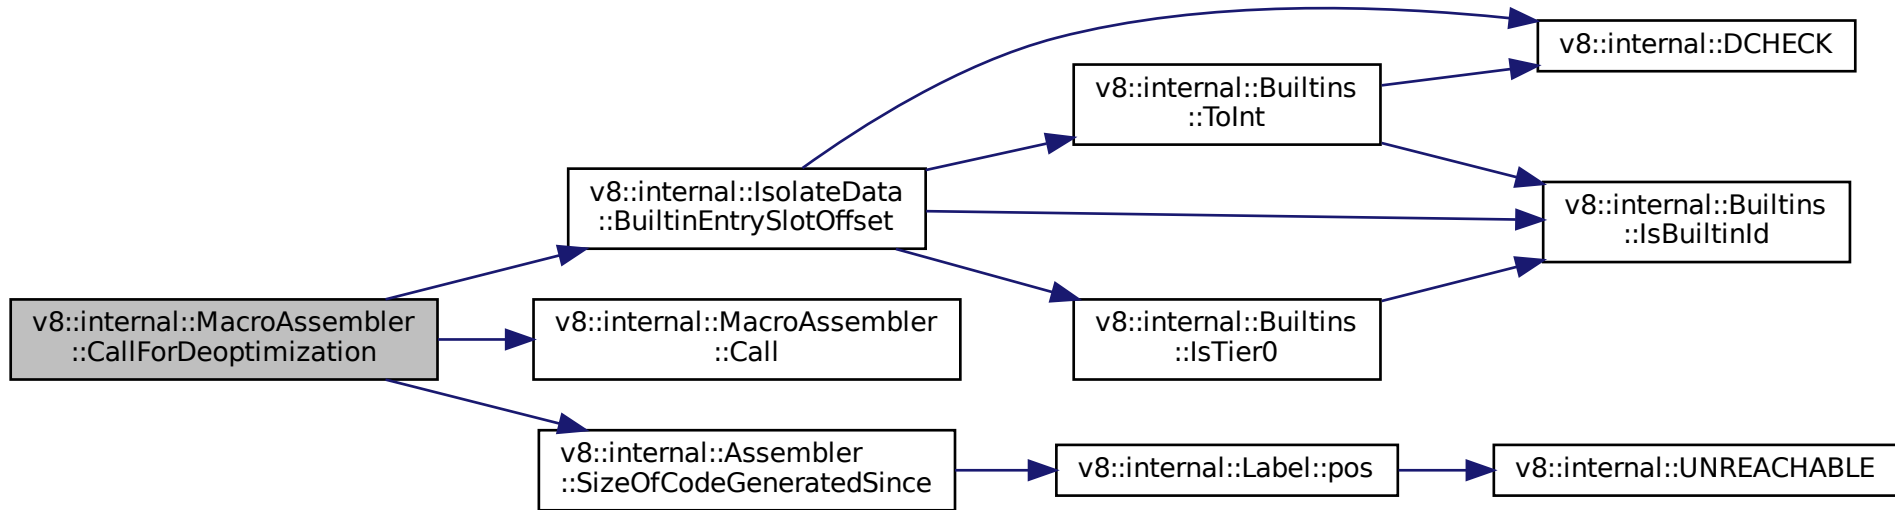 v8::internal::MacroAssembler
::CallForDeoptimization
v8::internal::IsolateData
::BuiltinEntrySlotOffset
v8::internal::MacroAssembler
::Call
v8::internal::Assembler
::SizeOfCodeGeneratedSince
v8::internal::Builtins
::ToInt
v8::internal::Builtins
::IsTier0
v8::internal::Label::pos
v8::internal::DCHECK
v8::internal::Builtins
::IsBuiltinId
v8::internal::UNREACHABLE